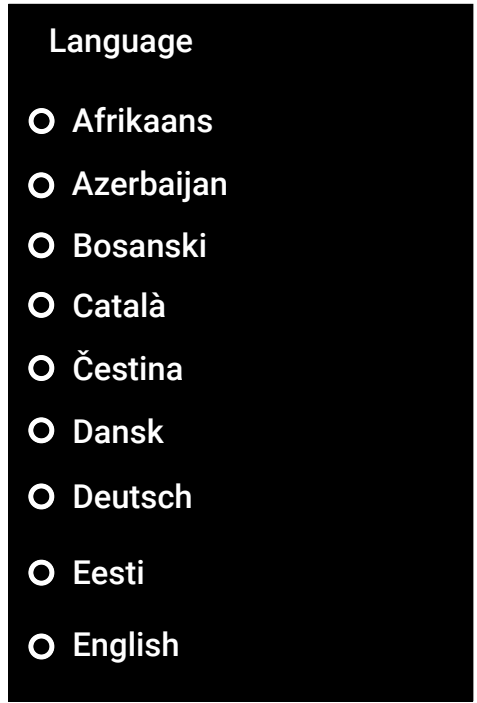 Language
Afrikaans
Azerbaijan
Bosanski
Català
Čestina
Dansk
Deutsch
Eesti
English